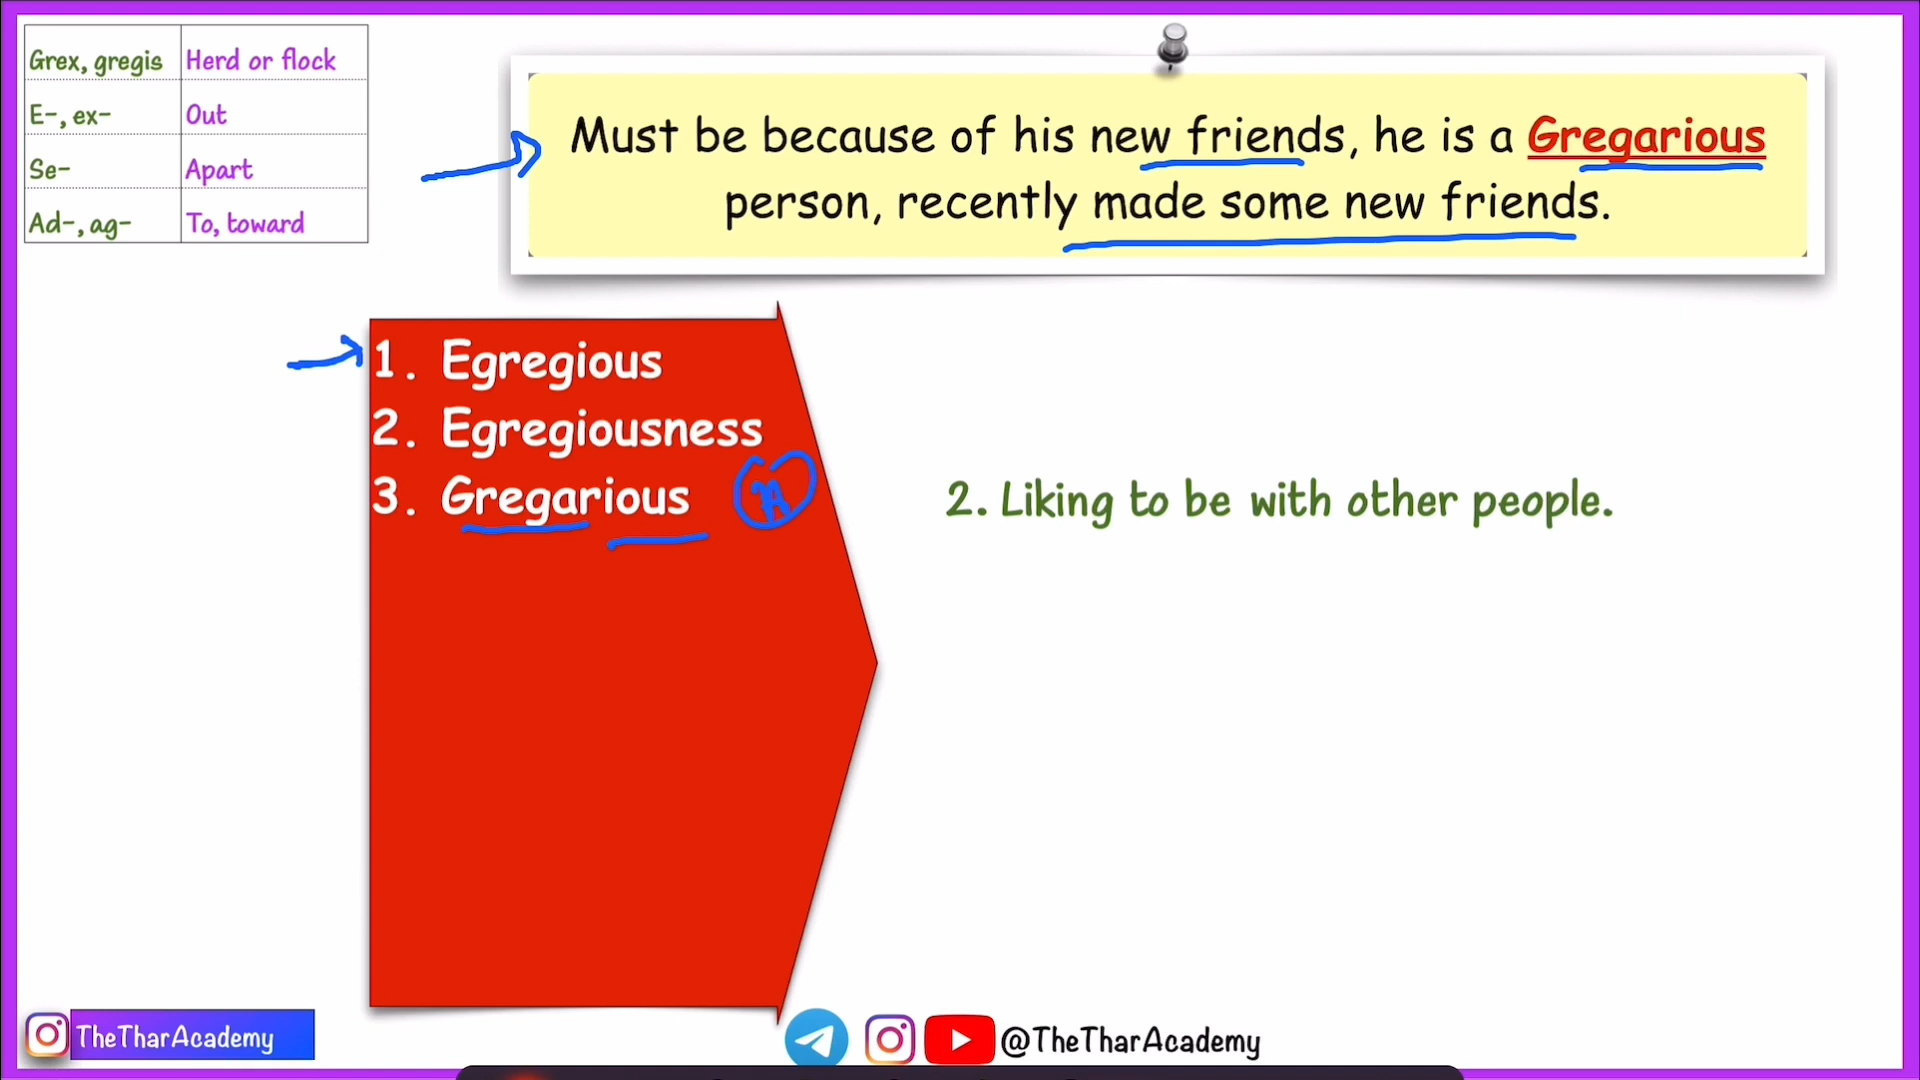 Grex, gregis Herd or flock
E-, ex- Out
Se- Apart
Ad-, ag- To, toward
Must be because of his new friends, he is a Gregarious
person, recently made some new friends.
1. Egregious
2. Egregiousness
3. Gregarious
2. Liking to be with other people.
TheTharAcademy
@TheTharAcademy